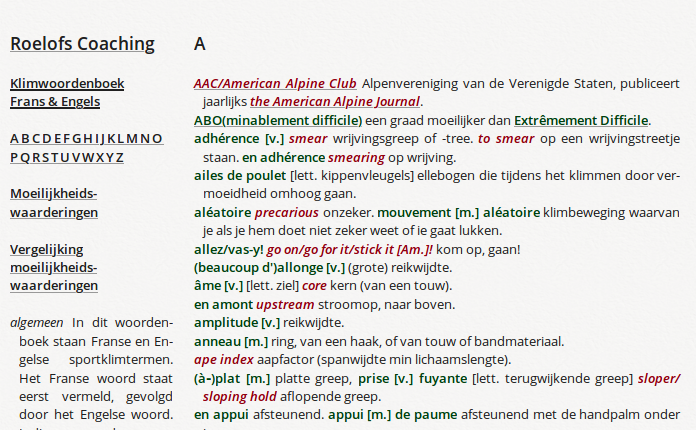 Roelofs Coaching
Klimwoordenboek
Frans & Engels
A B C D E F G H I J K L M N O
P Q R S T U V W X Y Z
Moeilijkheids-
waarderingen
Vergelijking
moeilijkheids-
waarderingen
algemeen In dit woorden-
boek staan Franse en En-
gelse sportklimtermen.
Het Franse woord staat
eerst vermeld, gevolgd
door het Engelse woord.
A
AAC/American Alpine Club Alpenvereniging van de Verenigde Staten, publiceert
jaarlijks the American Alpine Journal.
ABO(minablement difficile) een graad moeilijker dan Extrêmement Difficile.
adhérence [v.] smear wrijvingsgreep of -tree. to smear op een wrijvingstreetje
staan. en adhérence smearing op wrijving.
ailes de poulet [lett. kippenvleugels] ellebogen die tijdens het klimmen door ver-
moeidheid omhoog gaan.
aléatoire precarious onzeker. mouvement [m.] aléatoire klimbeweging waarvan
je als je hem doet niet zeker weet of ie gaat lukken.
allez/vas-y! go on/go for it/stick it [Am.]! kom op, gaan!
(beaucoup d')allonge [v.] (grote) reikwijdte.
âme [v.] [lett. ziel] core kern (van een touw).
en amont upstream stroomop, naar boven.
amplitude [v.] reikwijdte.
anneau [m.] ring, van een haak, of van touw of bandmateriaal.
ape index aapfactor (spanwijdte min lichaamslengte).
(à-)plat [m.] platte greep, prise [v.] fuyante [lett. terugwijkende greep] sloper/
sloping hold aflopende greep.
en appui afsteunend. appui [m.] de paume afsteunend met de handpalm onder